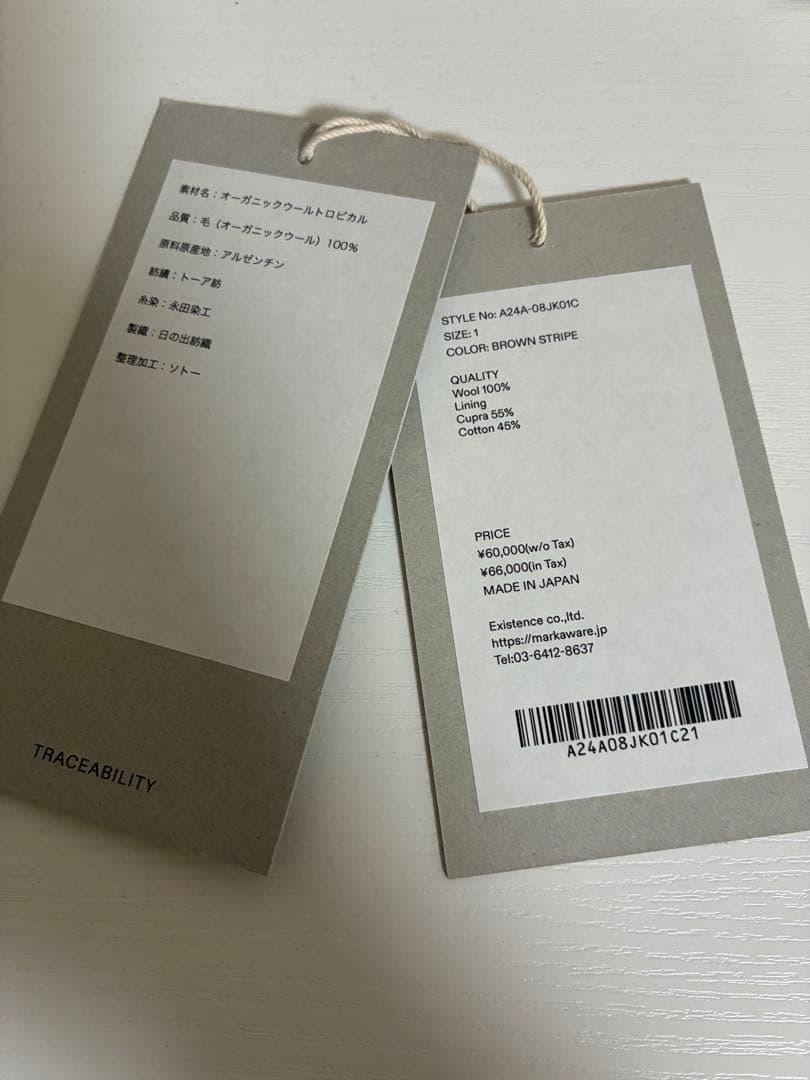 素材名：オーガニックウールトロピカル
品質：毛（オーガニックウール）100%
原料原産地：アルゼンチン
紡績：トーア紡
糸染：永田染工
製織：日の出紡織
整理加工：ソトー
TRACEABILITY
STYLE No: A24A-08JK01C
SIZE: 1
COLOR: BROWN STRIPE
QUALITY
Wool 100%
Lining
Cupra 55%
Cotton 45%
PRICE
¥60,000(w/o Tax)
¥66,000(in Tax)
MADE IN JAPAN
Existence co.,ltd.
https://markaware.jp
Tel:03-6412-8637
A24A08JK01C21